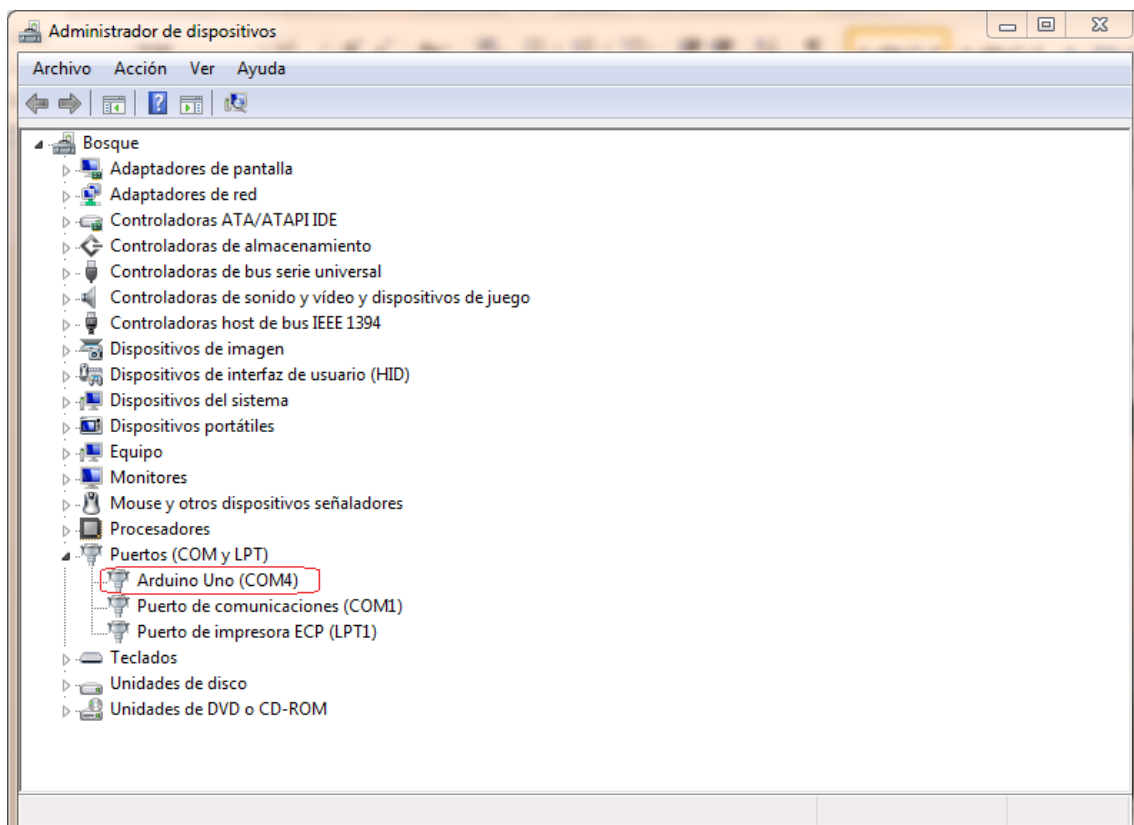 Administrador de dispositivos
Archivo Acción Ver Ayuda
Bosque
Adaptadores de pantalla
Adaptadores de red
Controladoras ATA/ATAPI IDE
Controladoras de almacenamiento
Controladoras de bus serie universal
Controladoras de sonido y vídeo y dispositivos de juego
Controladoras host de bus IEEE 1394
Dispositivos de imagen
Dispositivos de interfaz de usuario (HID)
Dispositivos del sistema
Dispositivos portátiles
Equipo
Monitores
Mouse y otros dispositivos señaladores
Procesadores
Puertos (COM y LPT)
Arduino Uno (COM4)
Puerto de comunicaciones (COM1)
Puerto de impresora ECP (LPT1)
Teclados
Unidades de disco
Unidades de DVD o CD-ROM